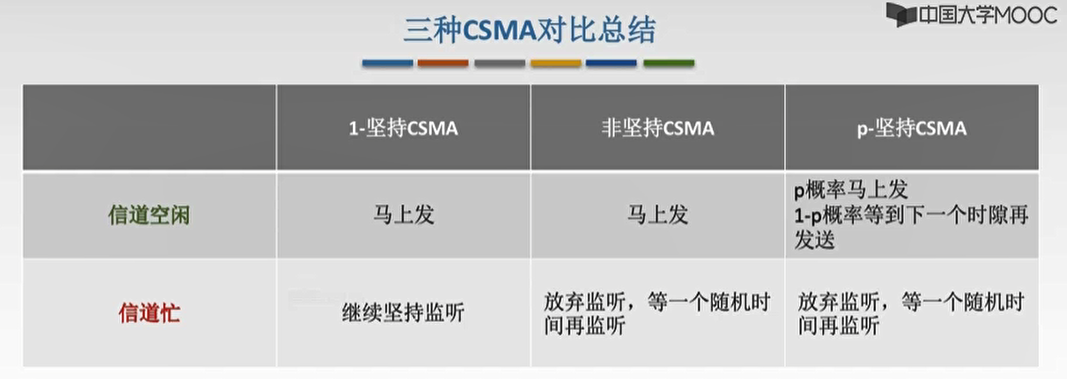 中国大学MOOC
三种CSMA对比总结
1-坚持CSMA
非坚持CSMA
p-坚持CSMA
信道空闲
马上发
马上发
p概率马上发
1-p概率等到下一个时隙再
发送
信道忙
继续坚持监听
放弃监听，等一个随机时
间再监听
放弃监听，等一个随机时
间再监听